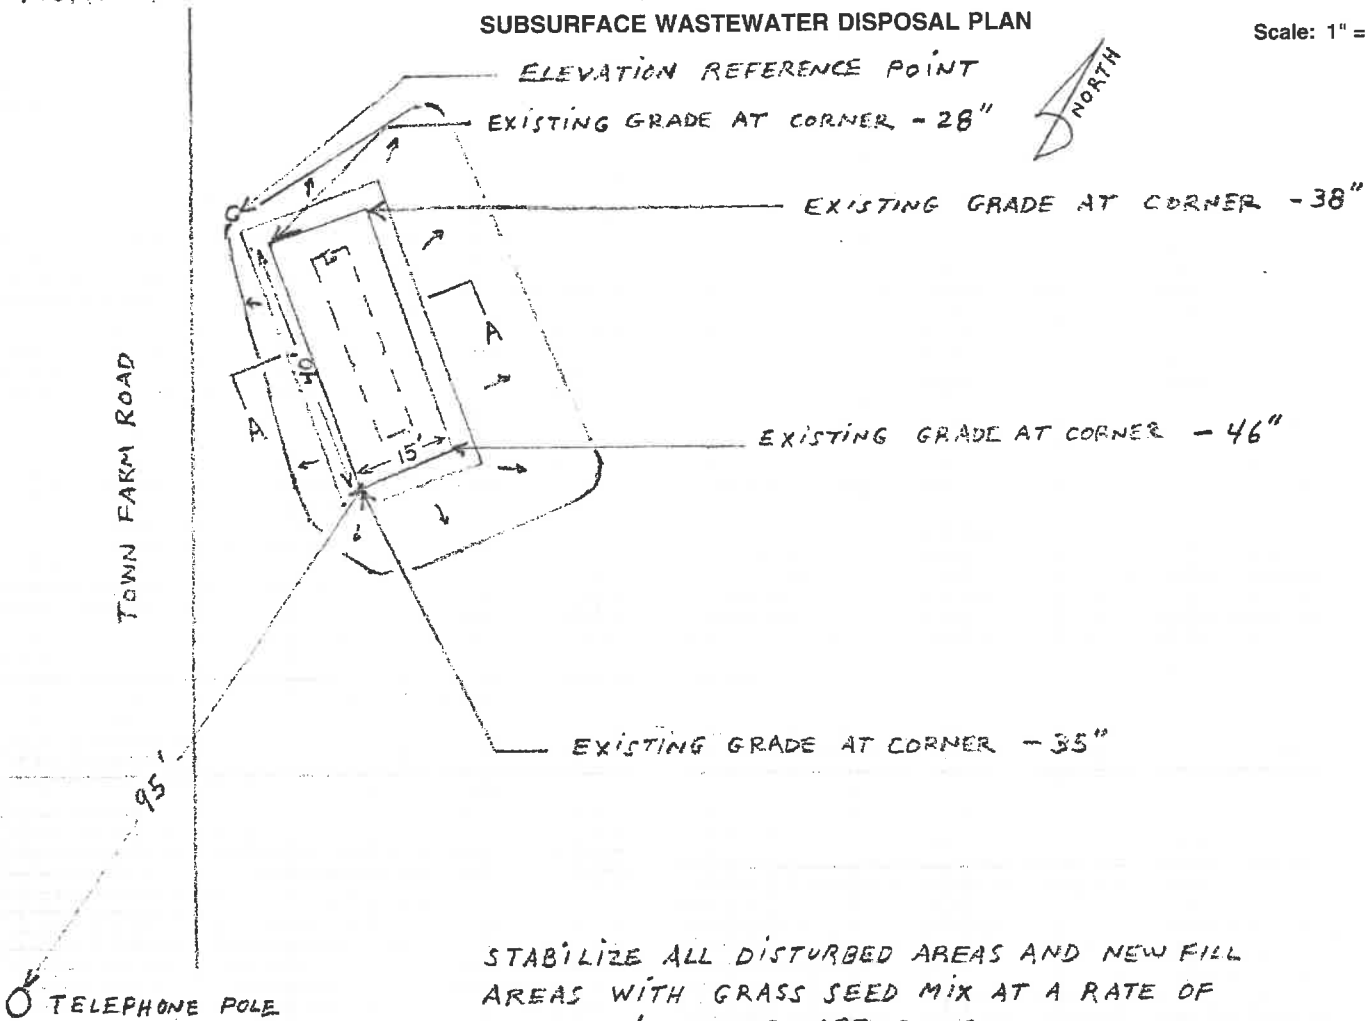 SUBSURFACE WASTEWATER DISPOSAL PLAN
Scale: 1" =
ELEVATION REFERENCE POINT
NORTH
EXISTING GRADE AT CORNER - 28"
EXISTING GRADE AT CORNER - 38"
A
40
A
15'
EXISTING GRADE AT CORNER - 46"
TOWN FARM ROAD
EXISTING GRADE AT CORNER - 35"
95'
STABILIZE ALL DISTURBED AREAS AND NEW FILL
AREAS WITH GRASS SEED MIX AT A RATE OF
TELEPHONE POLE